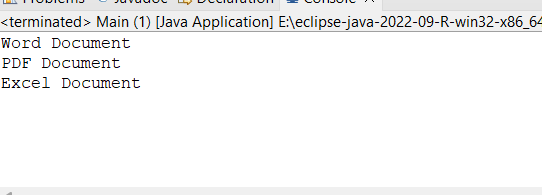 Problems Javadoc Declaration Console
<terminated> Main (1) [Java Application] E:\eclipse-java-2022-09-R-win32-x86_64
Word Document
PDF Document
Excel Document